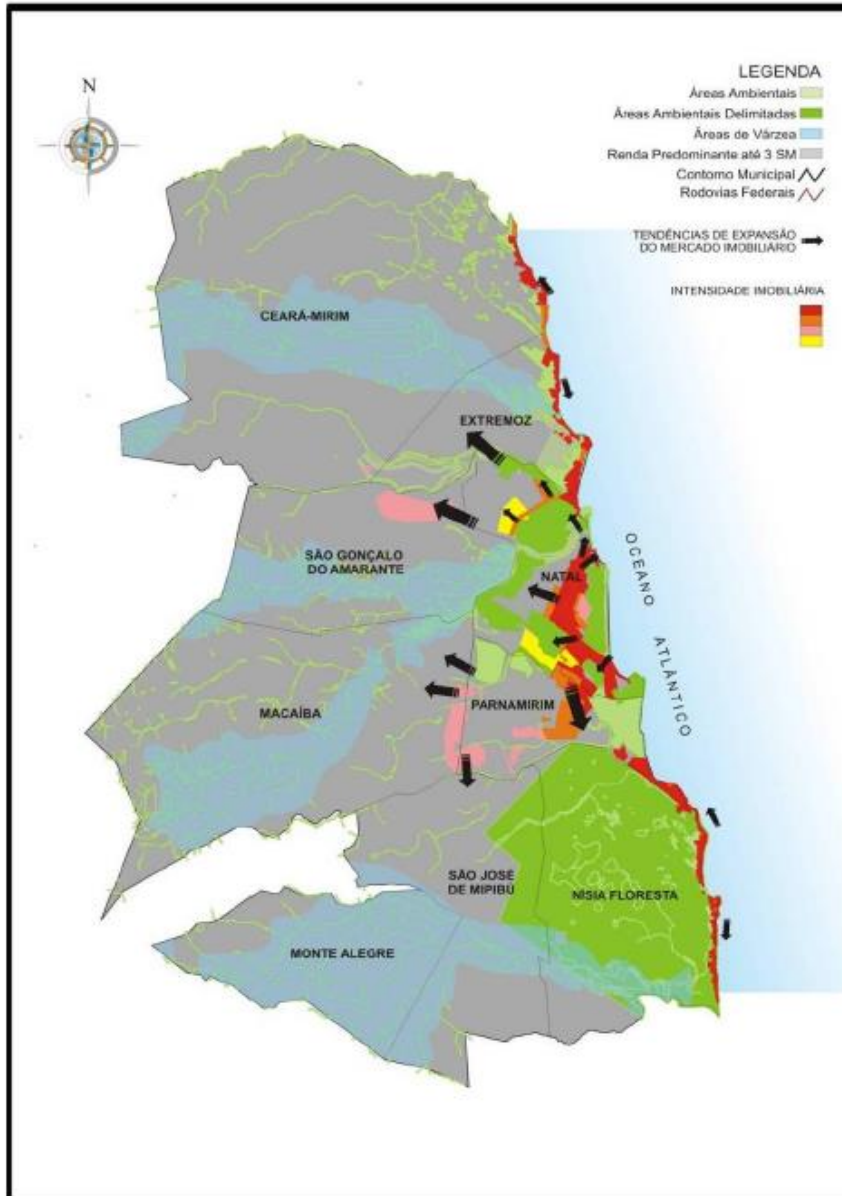 N
LEGENDA
Áreas Ambientais
Áreas Ambientais Delimitadas
Áreas de Várzea
Renda Predominante até 3 SM
Contorno Municipal
Rodovias Federais
TENDÊNCIAS DE EXPANSÃO
DO MERCADO IMOBILIÁRIO
INTENSIDADE IMOBILIÁRIA
CEARÁ-MIRIM
EXTREMOZ
SÃO GONÇALO
DO AMARANTE
NATAL
OCEANO ATLÂNTICO
MACAÍBA
PARNAMIRIM
SÃO JOSÉ
DE MIPIBÚ
NÍSIA FLORESTA
MONTE ALEGRE